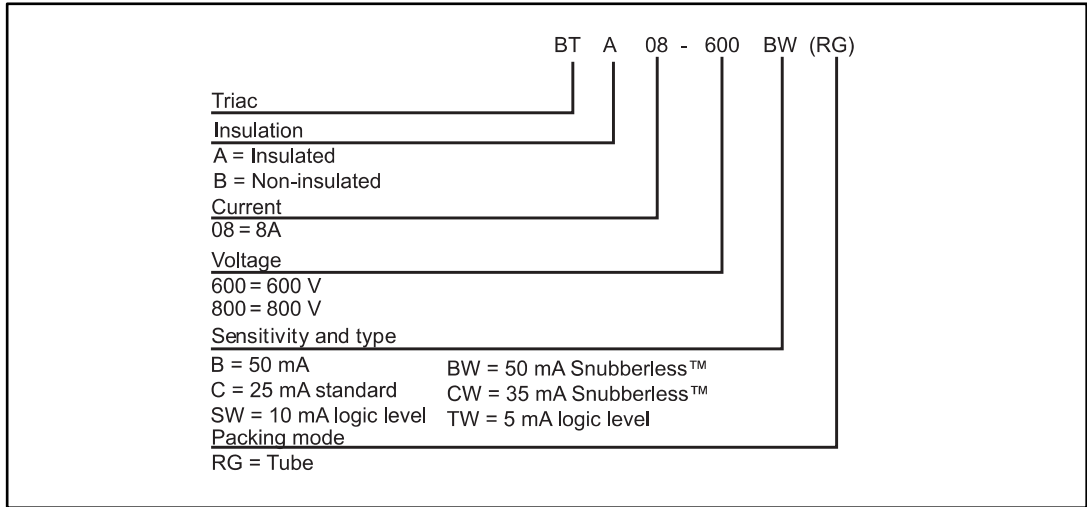 BT A 08 - 600 BW (RG)
Triac
Insulation
A = Insulated
B = Non-insulated
Current
08 = 8A
Voltage
600 = 600 V
800 = 800 V
Sensitivity and type
B = 50 mA BW = 50 mA Snubberless™
C = 25 mA standard CW = 35 mA Snubberless™
SW = 10 mA logic level TW = 5 mA logic level
Packing mode
RG = Tube